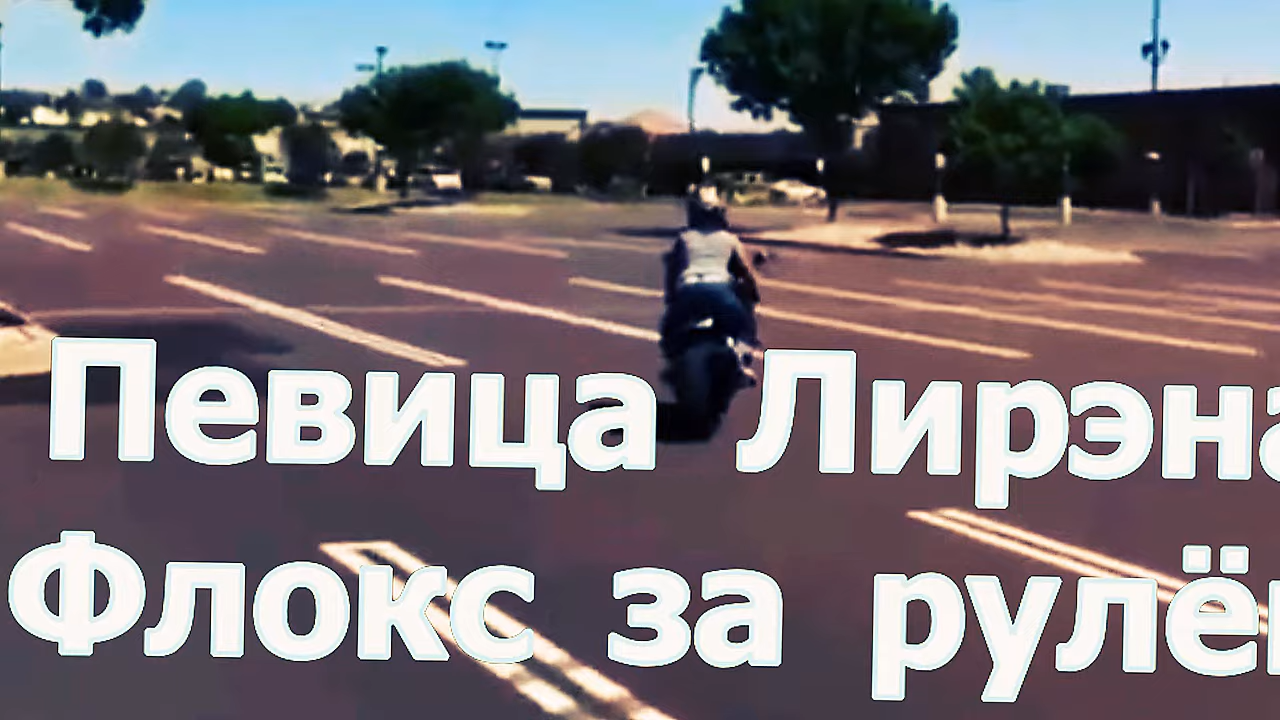 Певица Лирэна
Флокс за рулё